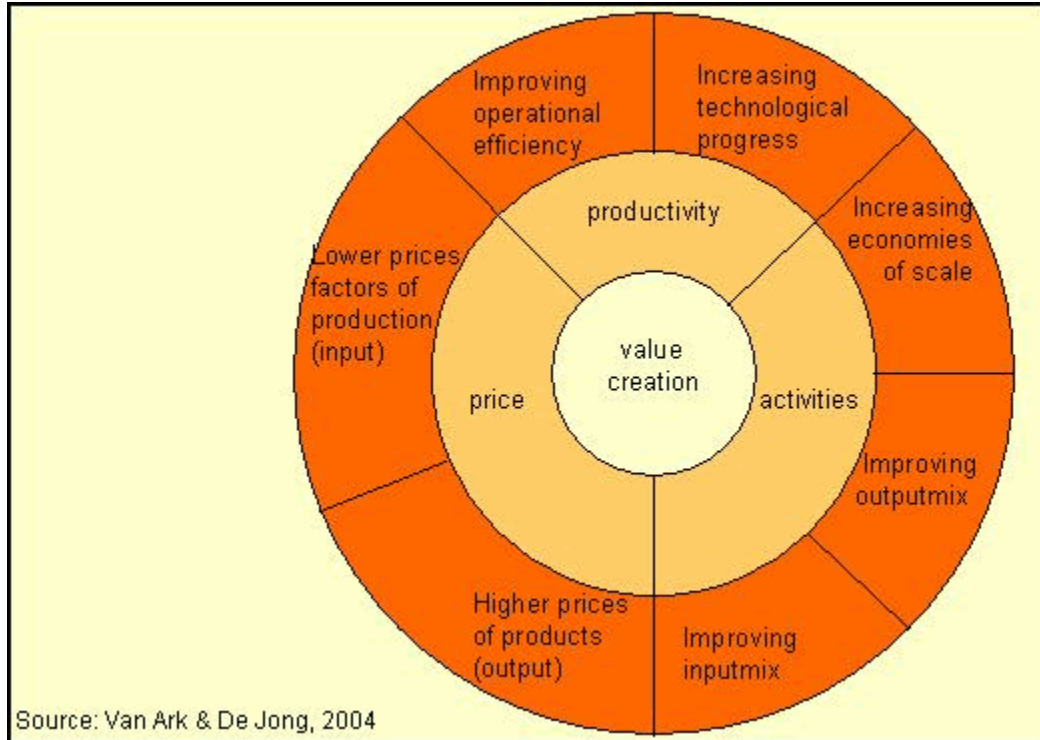 Improving
operational
efficiency
Increasing
technological
progress
productivity
Increasing
economies
of scale
Lower prices
factors of
production
(input)
value
creation
price
activities
Improving
outputmix
Higher prices
of products
(output)
Improving
inputmix
Source: Van Ark & De Jong, 2004